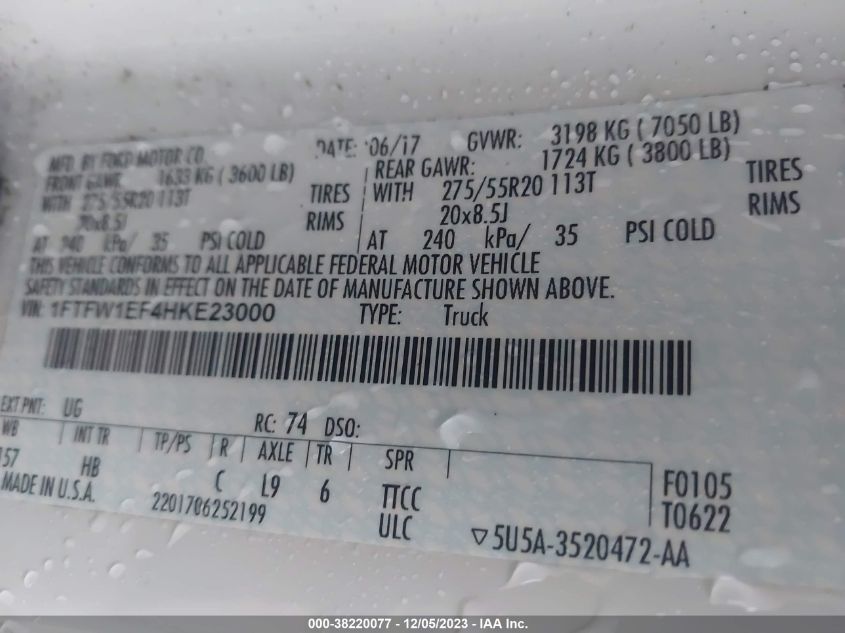 MFD. BY FORD MOTOR CO. DATE: 06/17 GVWR: 3198 KG ( 7050 LB)
FRONT GAWR: 1633 KG ( 3600 LB) REAR GAWR: 1724 KG ( 3800 LB)
WITH 275/55R20 113T TIRES WITH 275/55R20 113T TIRES
20x8.5J RIMS 20x8.5J RIMS
AT 240 kPa/ 35 PSI COLD AT 240 kPa/ 35 PSI COLD
THIS VEHICLE CONFORMS TO ALL APPLICABLE FEDERAL MOTOR VEHICLE
SAFETY STANDARDS IN EFFECT ON THE DATE OF MANUFACTURE SHOWN ABOVE.
VIN: 1FTFW1EF4HKE23000 TYPE: Truck
EXT PNT: UG RC: 74 DSO:
WB INT TR TP/PS R AXLE TR SPR
157 HB C L9 6 TTCC F0105
MADE IN U.S.A. 2201706252199 ULC T0622
▽5U5A-3520472-AA
000-38220077 - 12/05/2023 - IAA Inc.